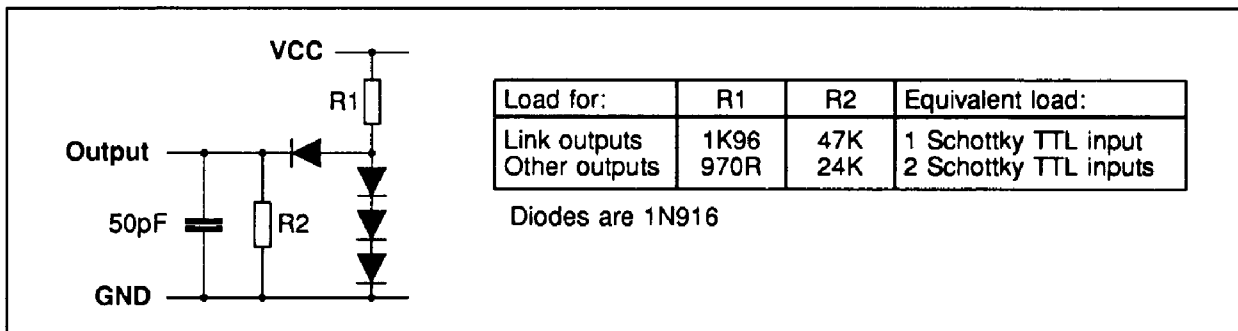 VCC
R1
Output
50pF
R2
GND
Load for: R1 R2 Equivalent load:
Link outputs 1K96 47K 1 Schottky TTL input
Other outputs 970R 24K 2 Schottky TTL inputs
Diodes are 1N916